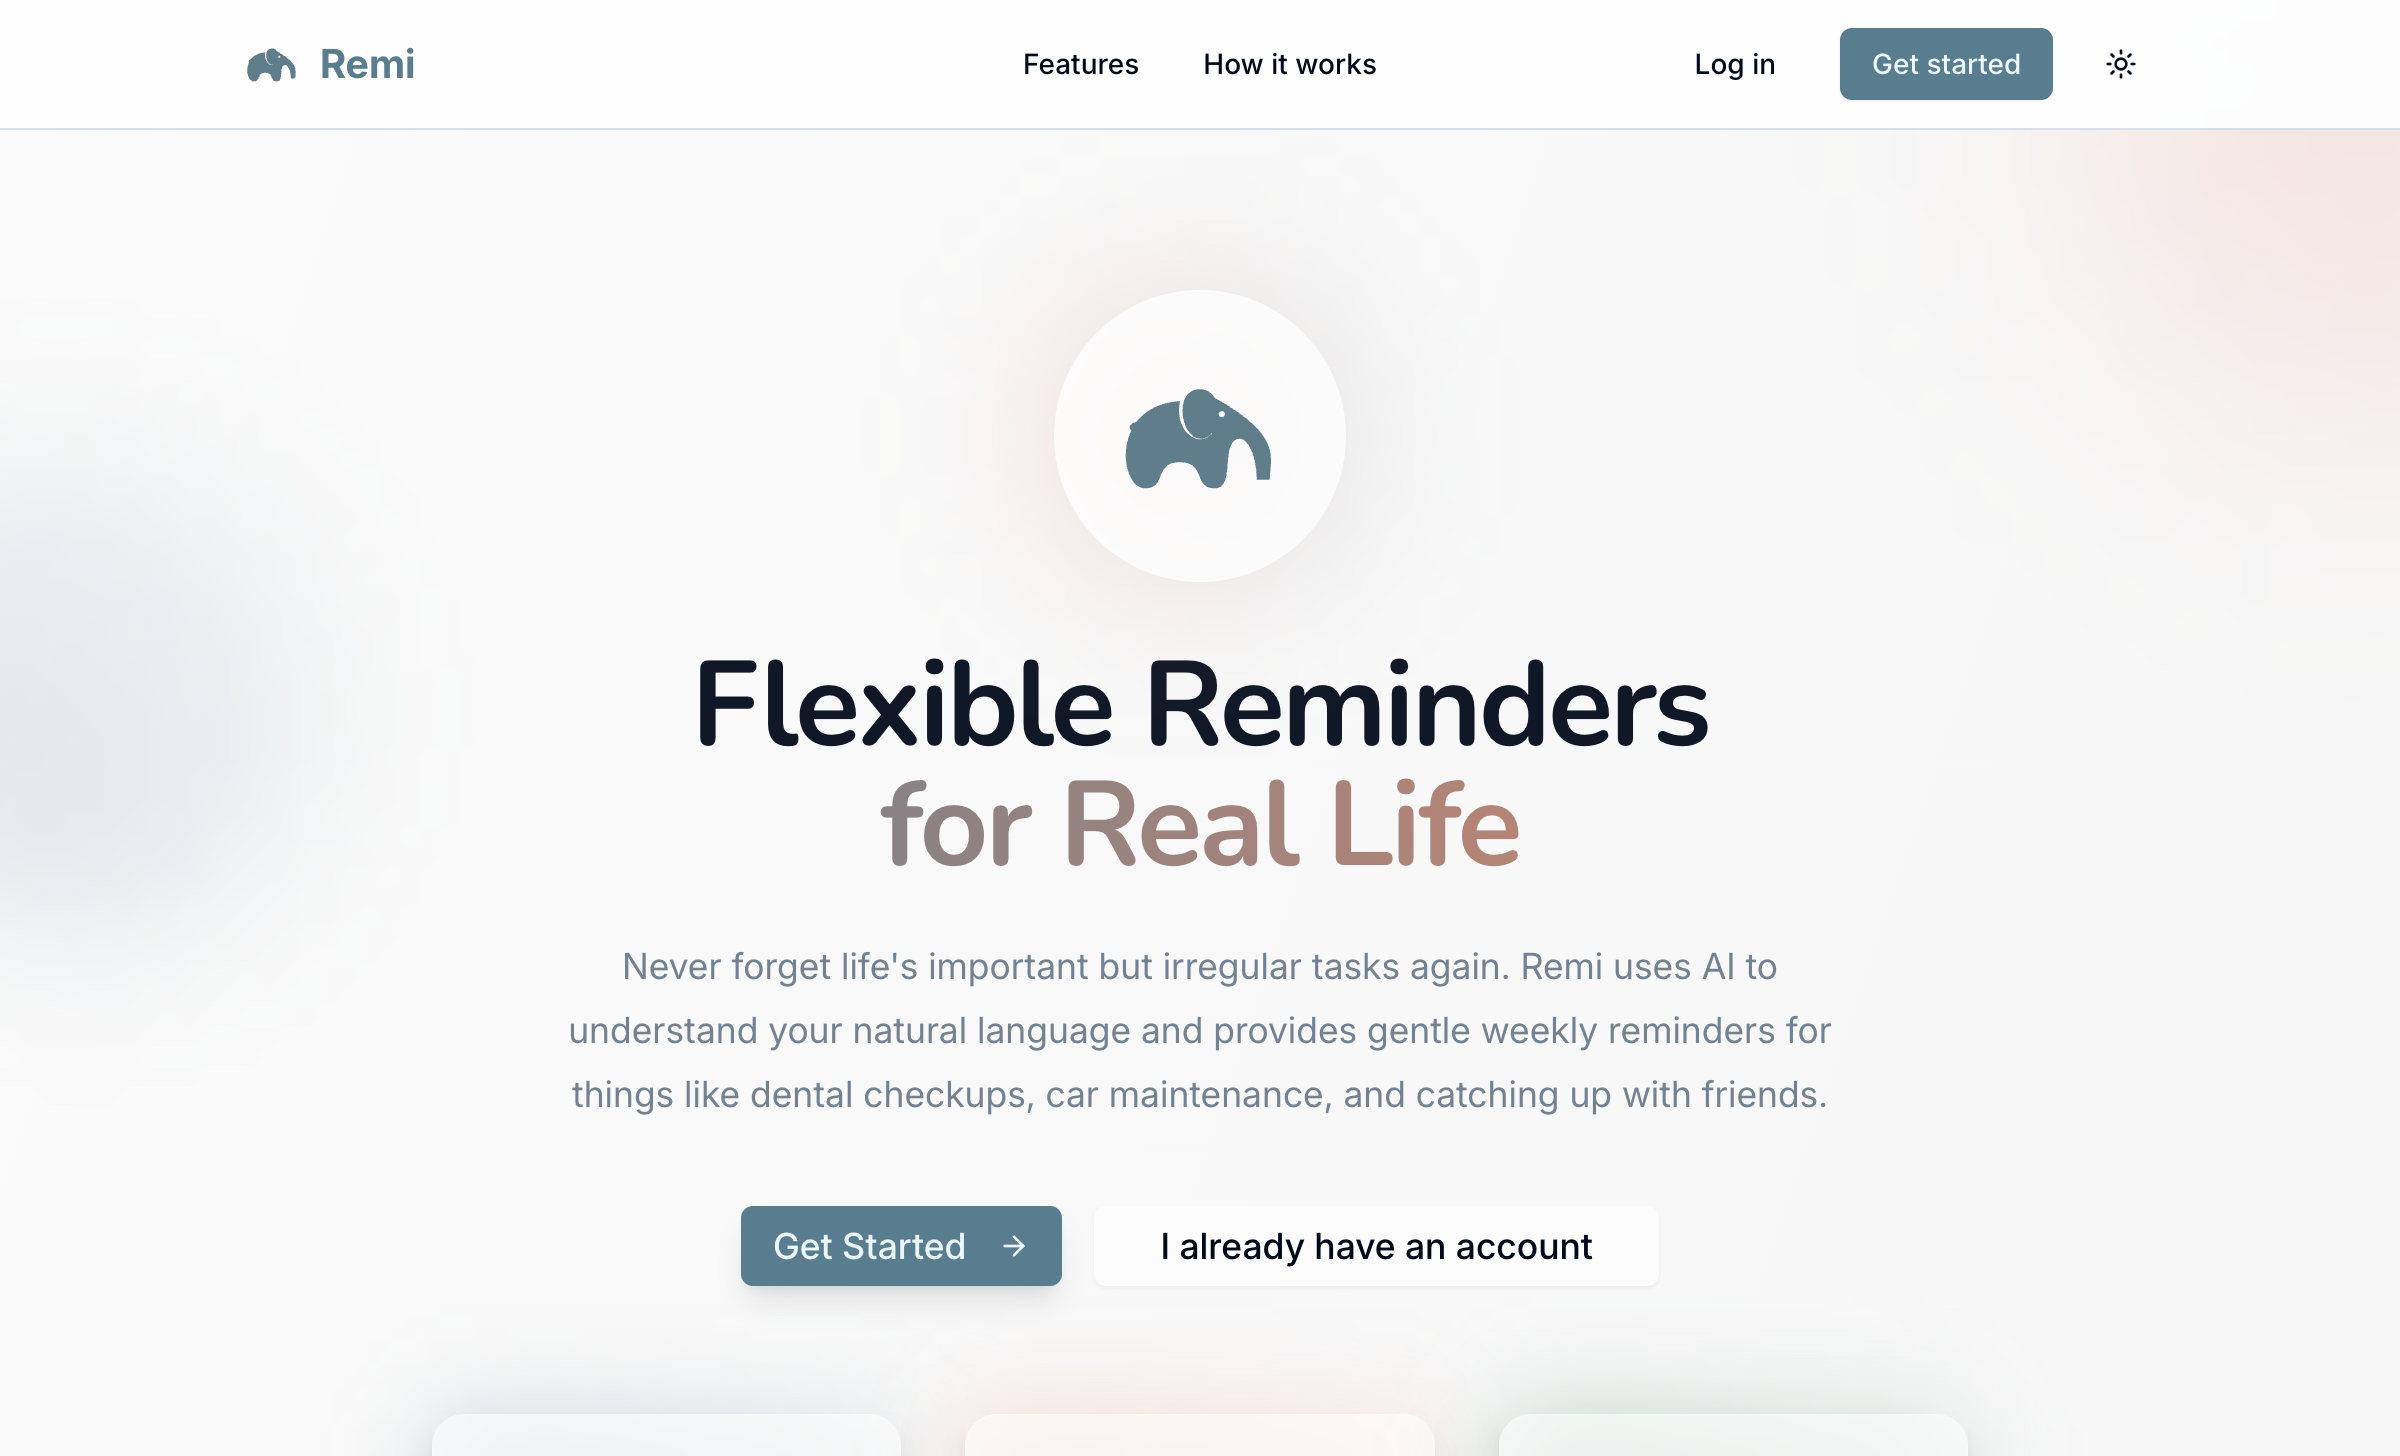 Remi
Features
How it works
Log in
Get started
Flexible Reminders
for Real Life
Never forget life's important but irregular tasks again. Remi uses AI to
understand your natural language and provides gentle weekly reminders for
things like dental checkups, car maintenance, and catching up with friends.
Get Started
I already have an account